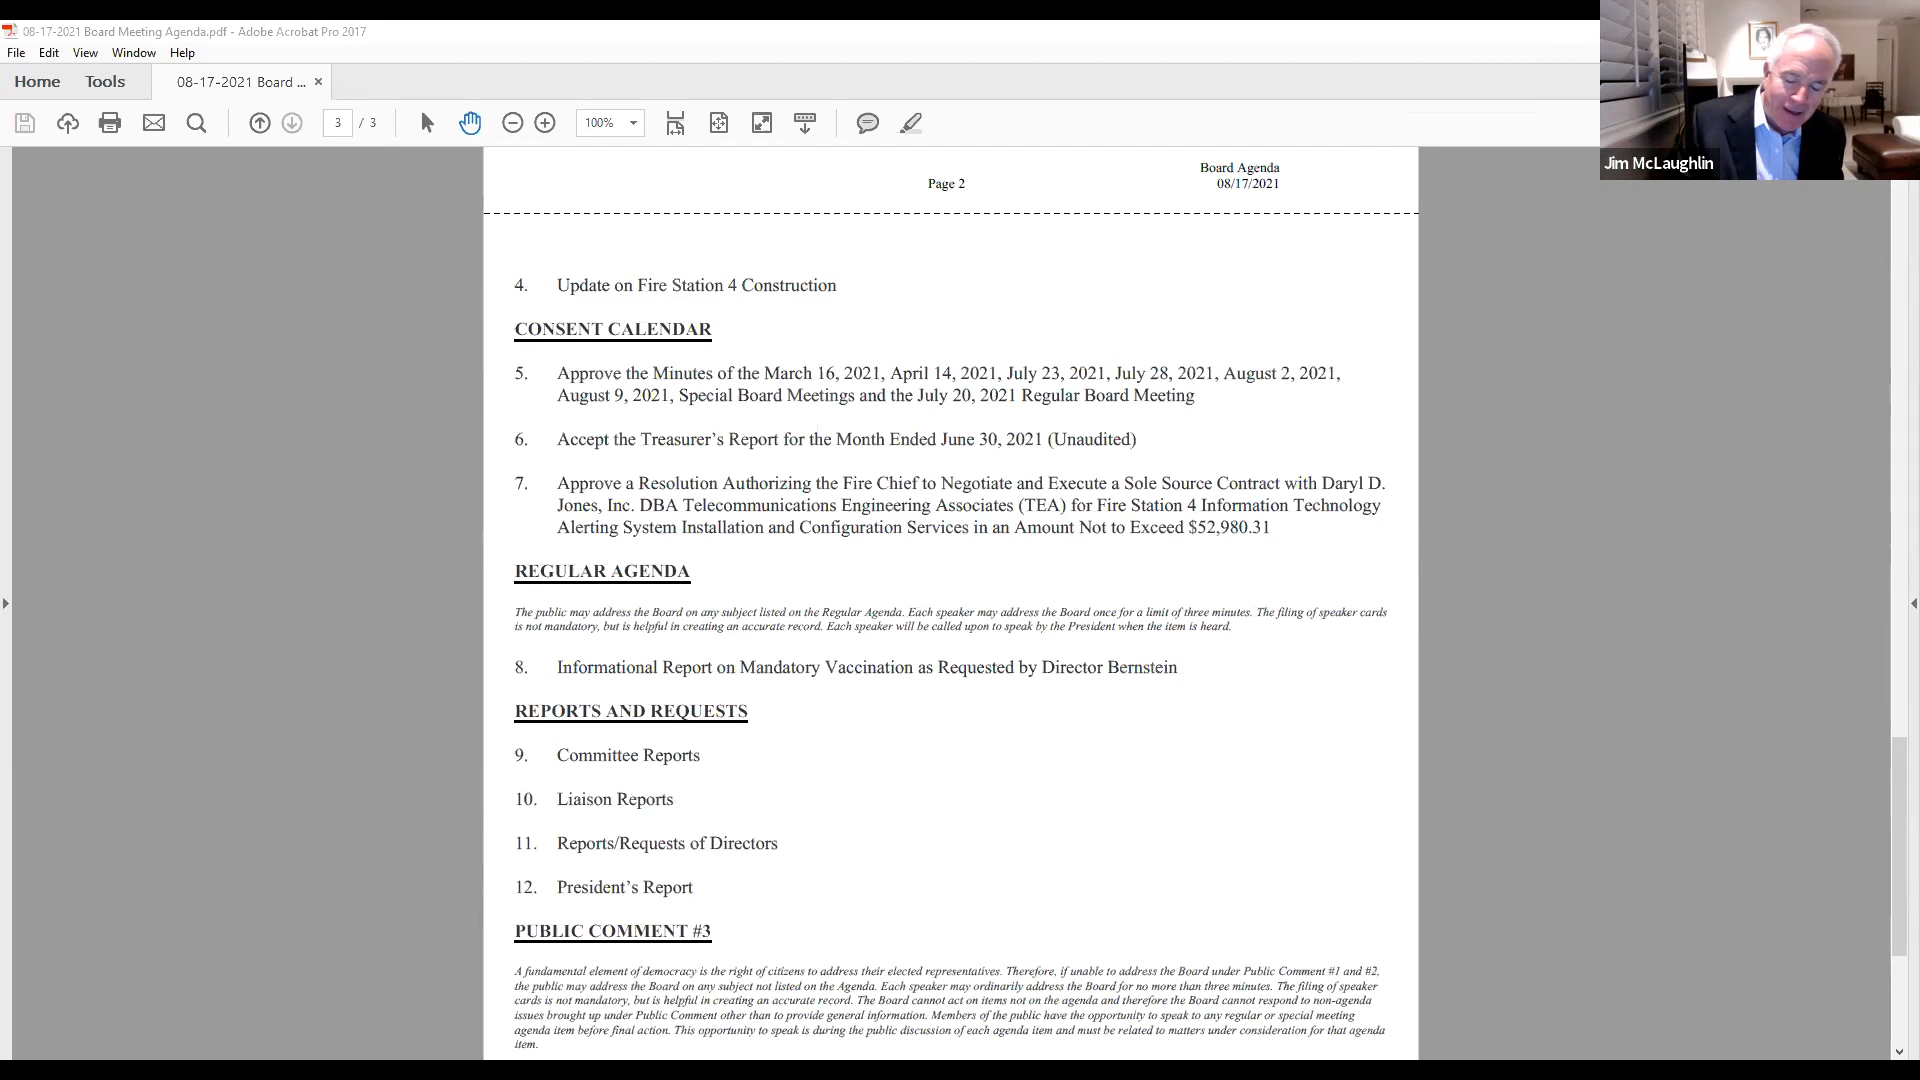 08-17-2021 Board Meeting Agenda.pdf - Adobe Acrobat Pro 2017
File Edit View Window Help
Home Tools 08-17-2021 Board ... ×
3 / 3 100%
Jim McLaughlin
Board Agenda
Page 2 08/17/2021
4. Update on Fire Station 4 Construction
CONSENT CALENDAR
5. Approve the Minutes of the March 16, 2021, April 14, 2021, July 23, 2021, July 28, 2021, August 2, 2021,
August 9, 2021, Special Board Meetings and the July 20, 2021 Regular Board Meeting
6. Accept the Treasurer’s Report for the Month Ended June 30, 2021 (Unaudited)
7. Approve a Resolution Authorizing the Fire Chief to Negotiate and Execute a Sole Source Contract with Daryl D.
Jones, Inc. DBA Telecommunications Engineering Associates (TEA) for Fire Station 4 Information Technology
Alerting System Installation and Configuration Services in an Amount Not to Exceed $52,980.31
REGULAR AGENDA
The public may address the Board on any subject listed on the Regular Agenda. Each speaker may address the Board once for a limit of three minutes. The filing of speaker cards
is not mandatory, but is helpful in creating an accurate record. Each speaker will be called upon to speak by the President when the item is heard.
8. Informational Report on Mandatory Vaccination as Requested by Director Bernstein
REPORTS AND REQUESTS
9. Committee Reports
10. Liaison Reports
11. Reports/Requests of Directors
12. President’s Report
PUBLIC COMMENT #3
A fundamental element of democracy is the right of citizens to address their elected representatives. Therefore, if unable to address the Board under Public Comment #1 and #2,
the public may address the Board on any subject not listed on the Agenda. Each speaker may ordinarily address the Board for no more than three minutes. The filing of speaker
cards is not mandatory, but is helpful in creating an accurate record. The Board cannot act on items not on the agenda and therefore the Board cannot respond to non-agenda
issues brought up under Public Comment other than to provide general information. Members of the public have the opportunity to speak to any regular or special meeting
agenda item before final action. This opportunity to speak is during the public discussion of each agenda item and must be related to matters under consideration for that agenda
item.